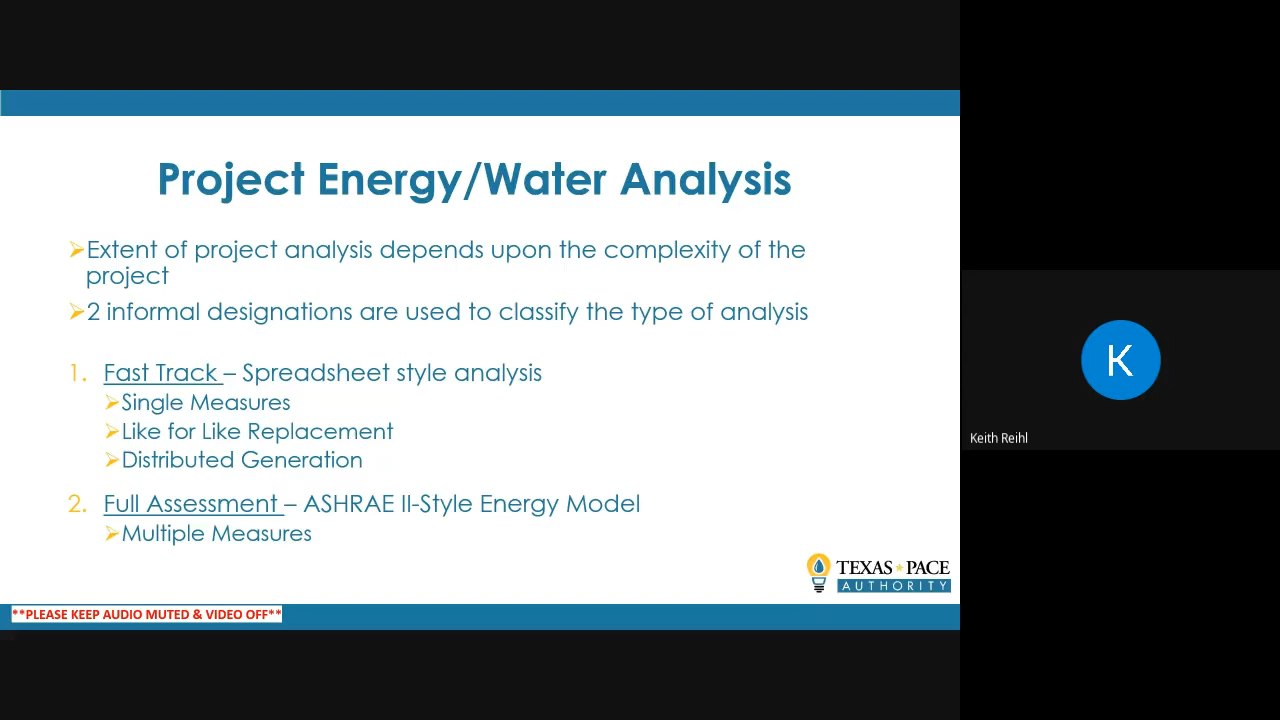 Project Energy/Water Analysis
➢Extent of project analysis depends upon the complexity of the
project
➢2 informal designations are used to classify the type of analysis
1. Fast Track – Spreadsheet style analysis
➢Single Measures
➢Like for Like Replacement
➢Distributed Generation
2. Full Assessment – ASHRAE II-Style Energy Model
➢Multiple Measures
TEXAS★PACE
AUTHORITY
**PLEASE KEEP AUDIO MUTED & VIDEO OFF**
K
Keith Reihl